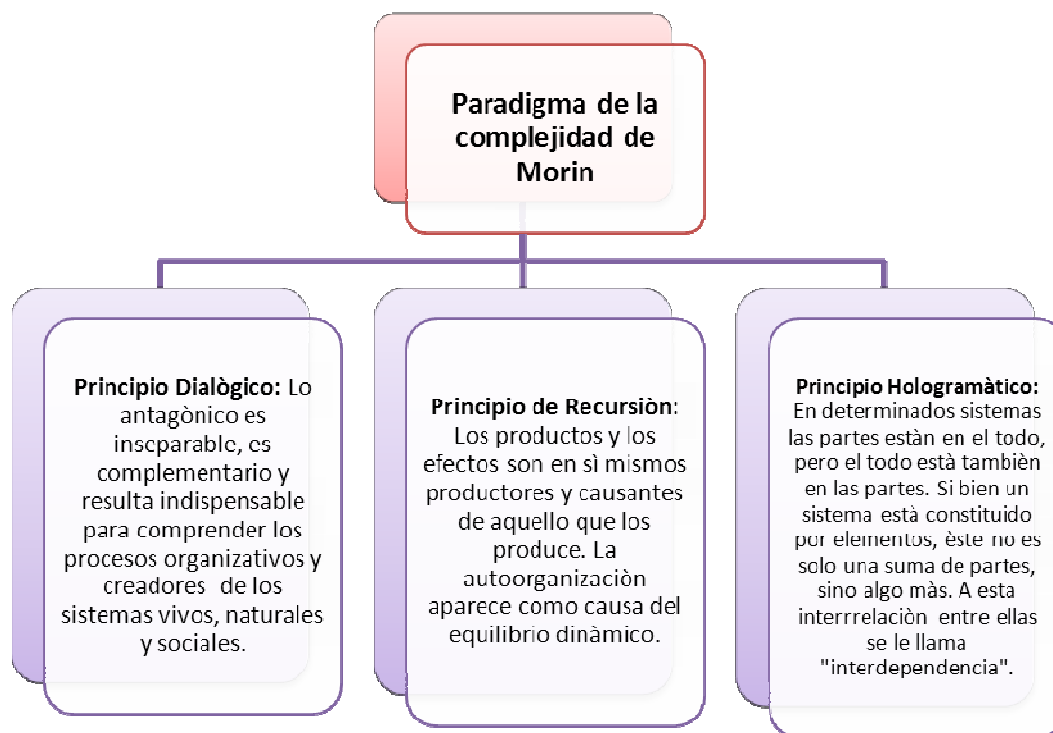 Paradigma de la
complejidad de
Morin
Principio Dialògico: Lo
antagònico es
inseparable, es
complementario y
resulta indispensable
para comprender los
procesos organizativos y
creadores de los
sistemas vivos, naturales
y sociales.
Principio de Recursiòn:
Los productos y los
efectos son en sì mismos
productores y causantes
de aquello que los
produce. La
autoorganizaciòn
aparece como causa del
equilibrio dinàmico.
Principio Hologramàtico:
En determinados sistemas
las partes estàn en el todo,
pero el todo està tambièn
en las partes. Si bien un
sistema està constituido
por elementos, èste no es
solo una suma de partes,
sino algo màs. A esta
interrrelaciòn entre ellas
se le llama
"interdependencia".